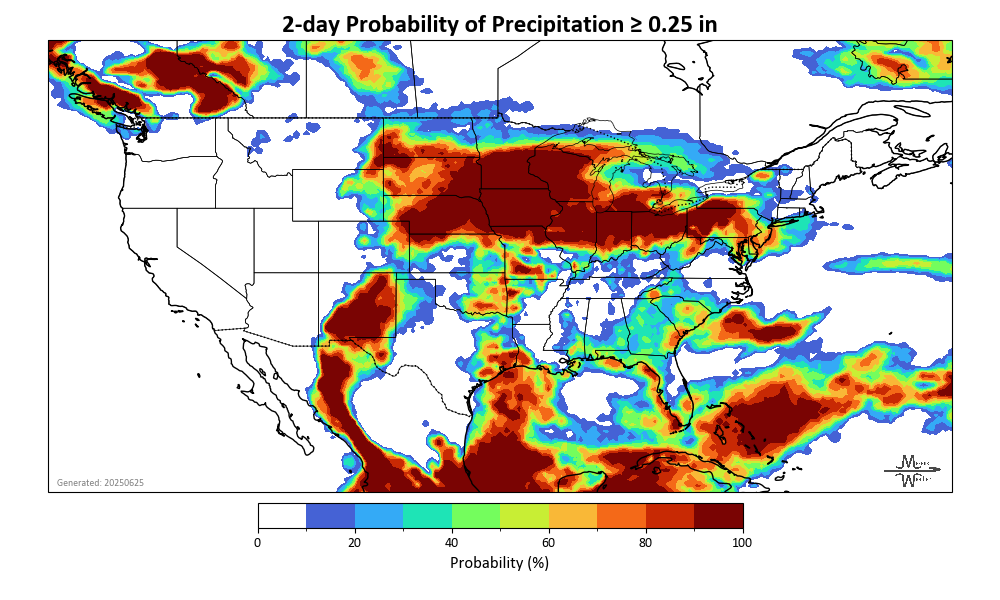 2-day Probability of Precipitation ≥ 0.25 in
Generated: 20250625
0 20 40 60 80 100
Probability (%)